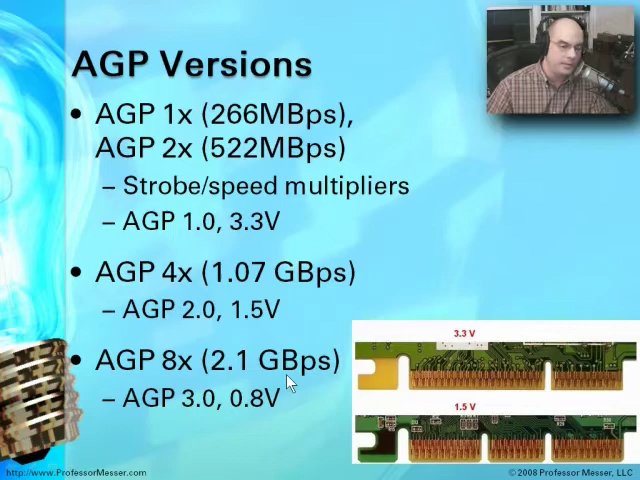 AGP Versions
• AGP 1x (266MBps),
AGP 2x (522MBps)
– Strobe/speed multipliers
– AGP 1.0, 3.3V
• AGP 4x (1.07 GBps)
– AGP 2.0, 1.5V
• AGP 8x (2.1 GBps)
– AGP 3.0, 0.8V
3.3 V
1.5 V
http://www.ProfessorMesser.com
© 2008 Professor Messer, LLC